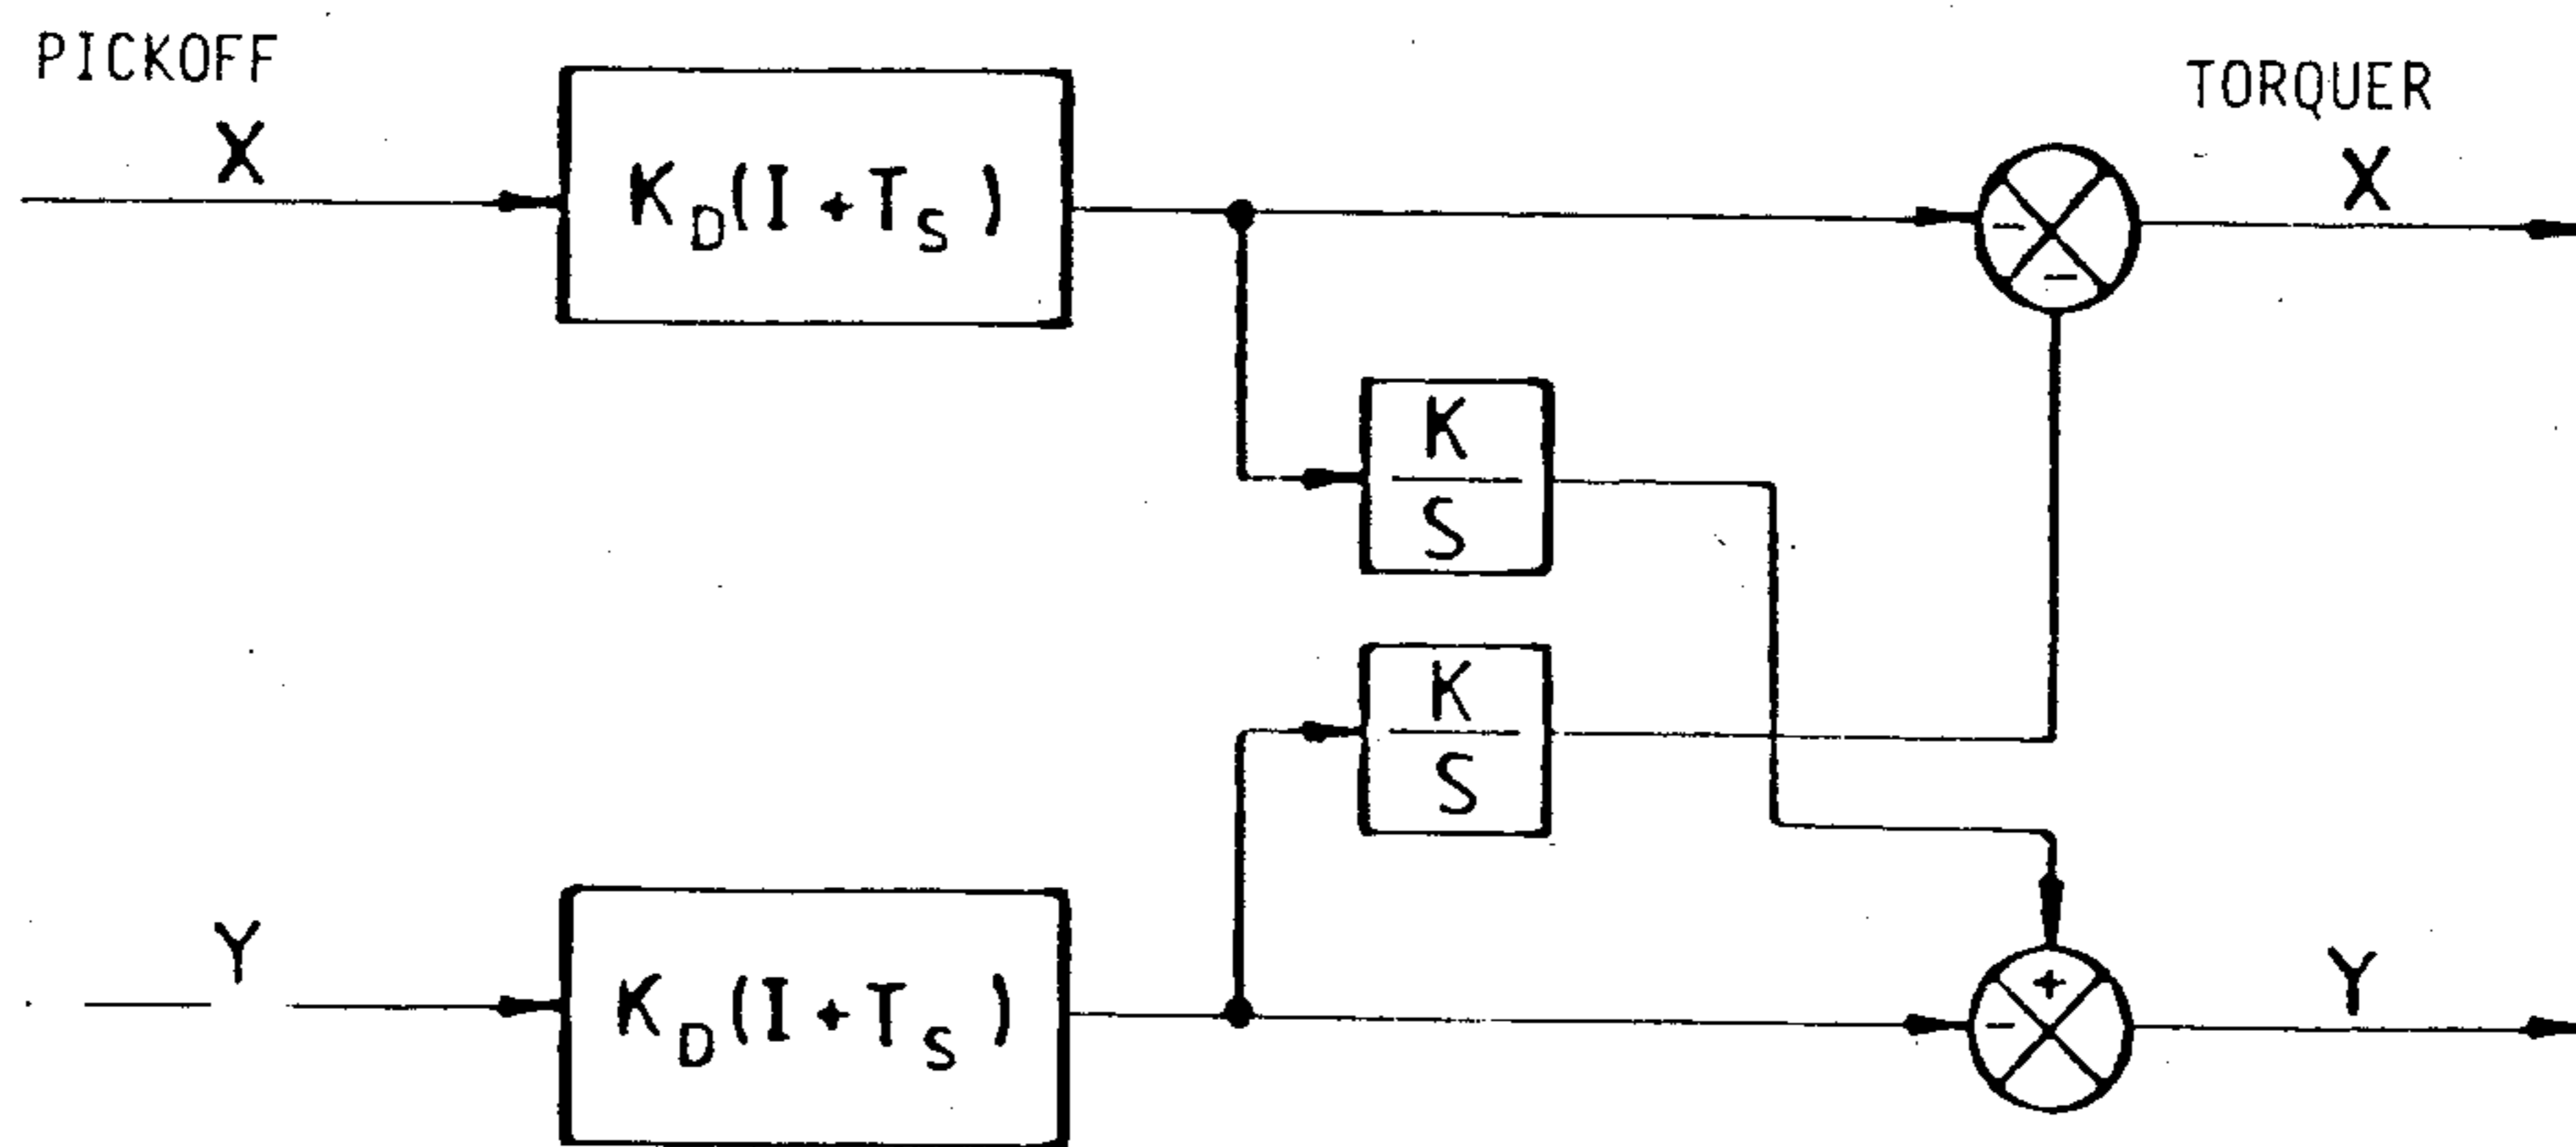 PICKOFF
X
TORQUER
X
K_D(I+T_S)
-
-
K
S
K
S
Y
K_D(I+T_S)
+
-
Y